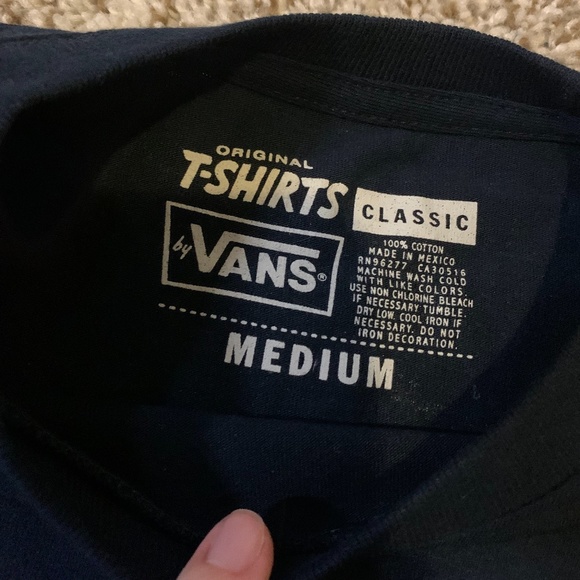 ORIGINAL
T-SHIRTS
by VANS®
CLASSIC
100% COTTON
MADE IN MEXICO
RN96277 CA30516
MACHINE WASH COLD
WITH LIKE COLORS.
USE NON CHLORINE BLEACH
IF NECESSARY TUMBLE.
DRY LOW. COOL IRON IF
NECESSARY. DO NOT
IRON DECORATION.
MEDIUM